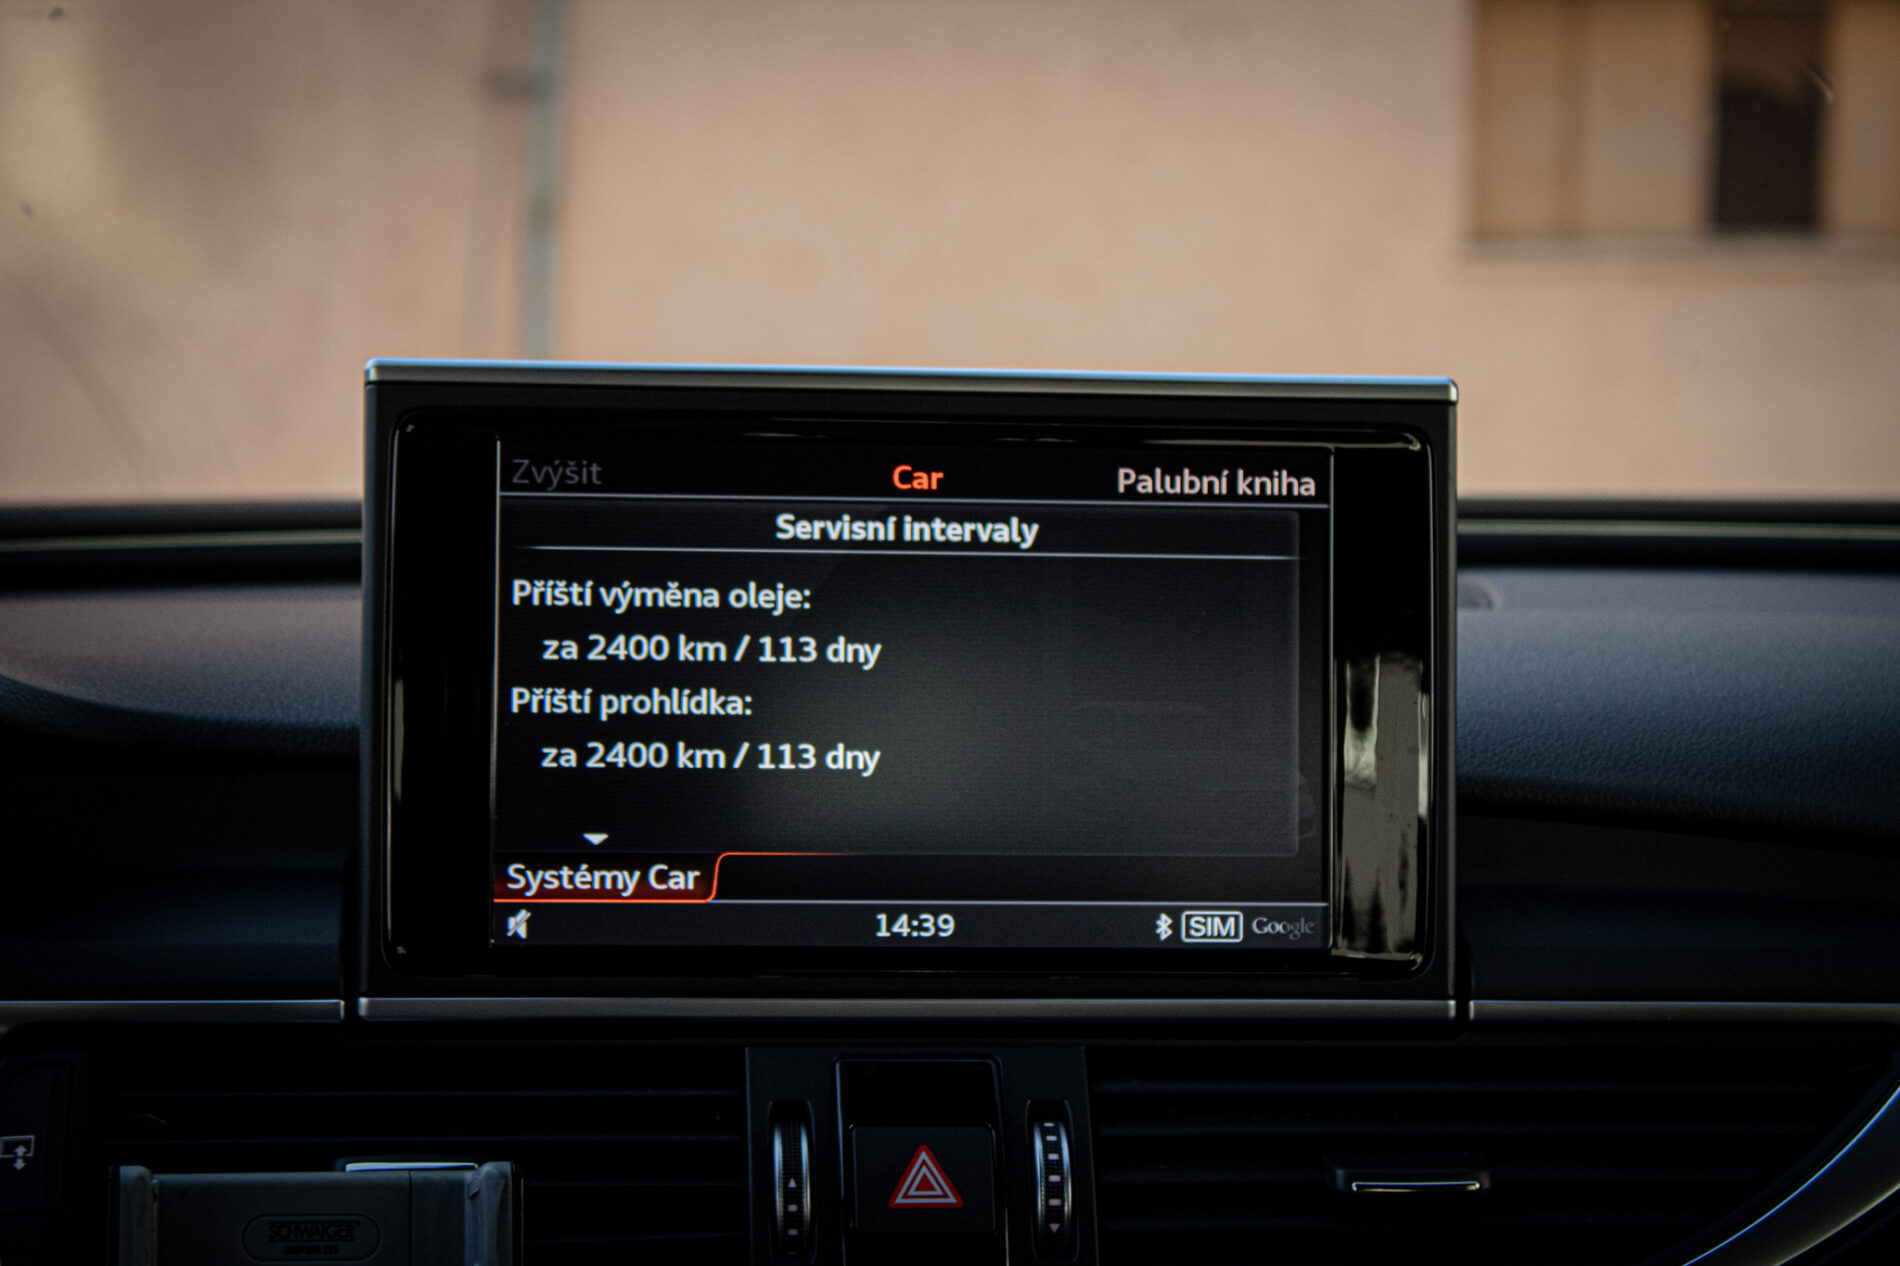 Zvýšit Car Palubní kniha
Servisní intervaly
Příští výměna oleje:
za 2400 km / 113 dny
Příští prohlídka:
za 2400 km / 113 dny
Systémy Car
14:39 SIM Google
SCHWAIGER